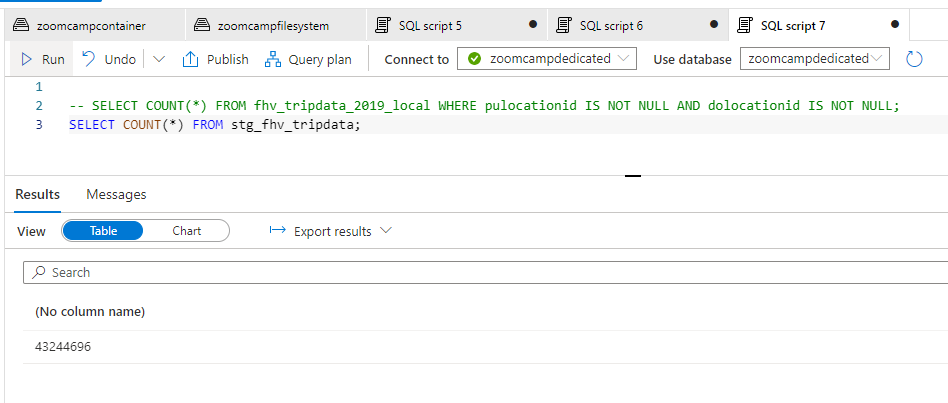 zoomcampcontainer zoomcampfilesystem SQL script 5 SQL script 6 SQL script 7
Run Undo Publish Query plan Connect to zoomcampdedicated Use database zoomcampdedicated
1
2 -- SELECT COUNT(*) FROM fhv_tripdata_2019_local WHERE pulocationid IS NOT NULL AND dolocationid IS NOT NULL;
3 SELECT COUNT(*) FROM stg_fhv_tripdata;
Results Messages
View Table Chart Export results
Search
(No column name)
43244696